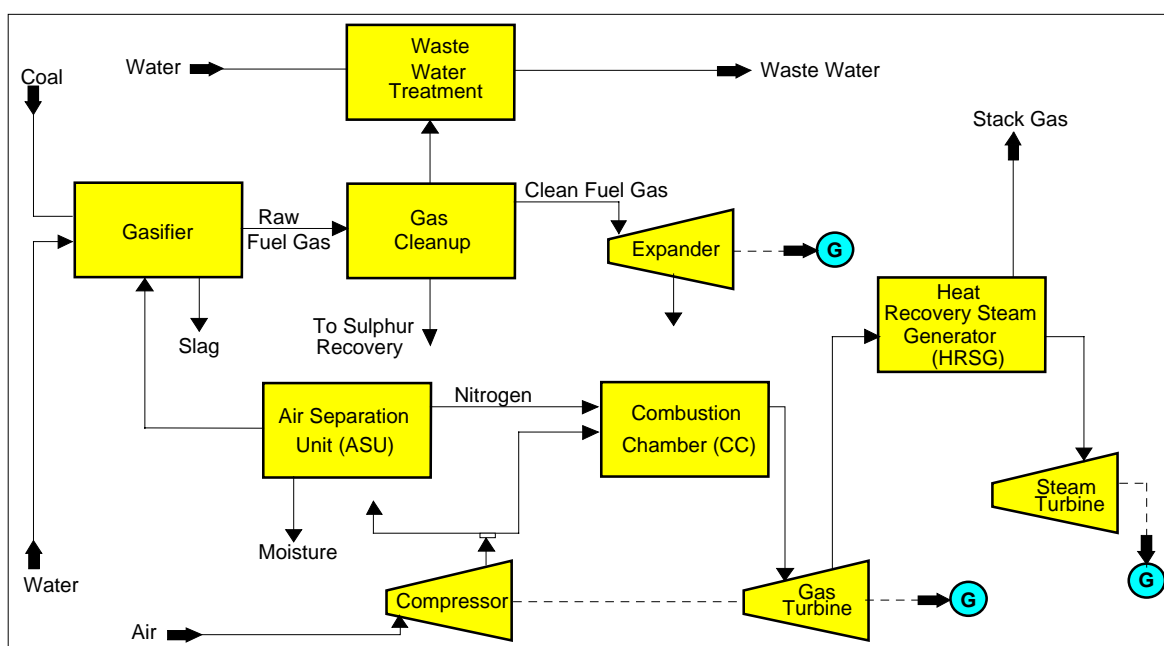 Waste
Water
Treatment
Water
Waste Water
Coal
Stack Gas
Gasifier
Raw
Fuel Gas
Gas
Cleanup
Clean Fuel Gas
Expander
G
Heat
Recovery Steam
Generator
(HRSG)
Slag
To Sulphur
Recovery
Air Separation
Unit (ASU)
Nitrogen
Combustion
Chamber (CC)
Steam
Turbine
Moisture
Water
Compressor
Gas
Turbine
G
G
Air